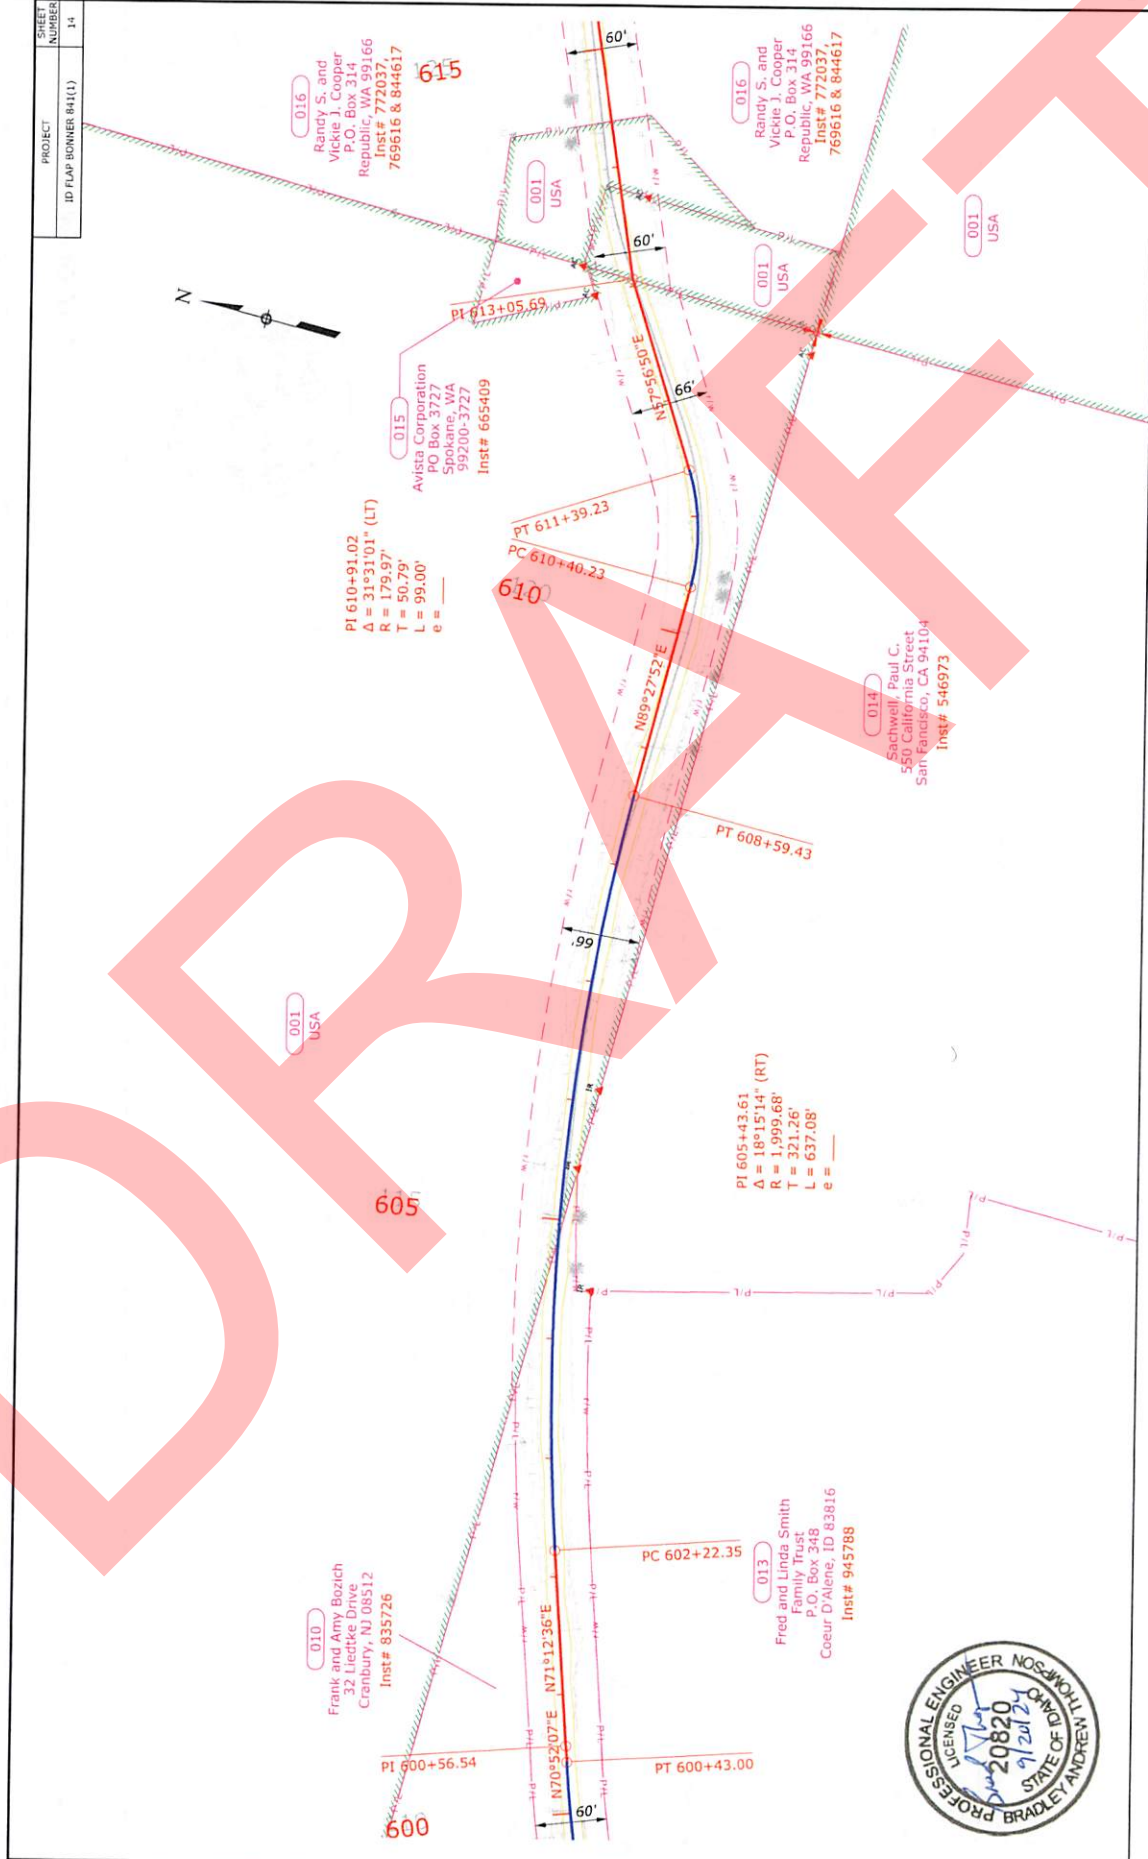 PROJECT
SHEET
NUMBER
ID FLAP BONNER 841(1)
14
N
016
Randy S. and
Vickie J. Cooper
P.O. Box 314
Republic, WA 99166
Inst# 772037,
769616 & 844617
615
60'
016
Randy S. and
Vickie J. Cooper
P.O. Box 314
Republic, WA 99166
Inst# 772037,
769616 & 844617
001
USA
60'
001
USA
001
USA
PI 613+05.69
015
Avista Corporation
PO Box 3727
Spokane, WA
99200-3727
Inst# 665409
N57°56'50"E
66'
PI 610+91.02
Δ = 31°31'01" (LT)
R = 179.97'
T = 50.79'
L = 99.00'
e = ____
PT 611+39.23
PC 610+40.23
610
N89°27'52"E
014
Sachwell, Paul C.
550 California Street
San Fancisco, CA 94104
Inst# 546973
PT 608+59.43
66'
001
USA
605
PI 605+43.61
Δ = 18°15'14" (RT)
R = 1,999.68'
T = 321.26'
L = 637.08'
e = ____
P/L
R/W
010
Frank and Amy Bozich
32 Liedtke Drive
Cranbury, NJ 08512
Inst# 835726
PC 602+22.35
013
Fred and Linda Smith
Family Trust
P.O. Box 348
Coeur D'Alene, ID 83816
Inst# 945788
N71°12'36"E
N70°52'07"E
PI 600+56.54
PT 600+43.00
600
60'
PROFESSIONAL ENGINEER
LICENSED
20820
9/20/24
STATE OF IDAHO
BRADLEY ANDREW THOMPSON
DRAFT